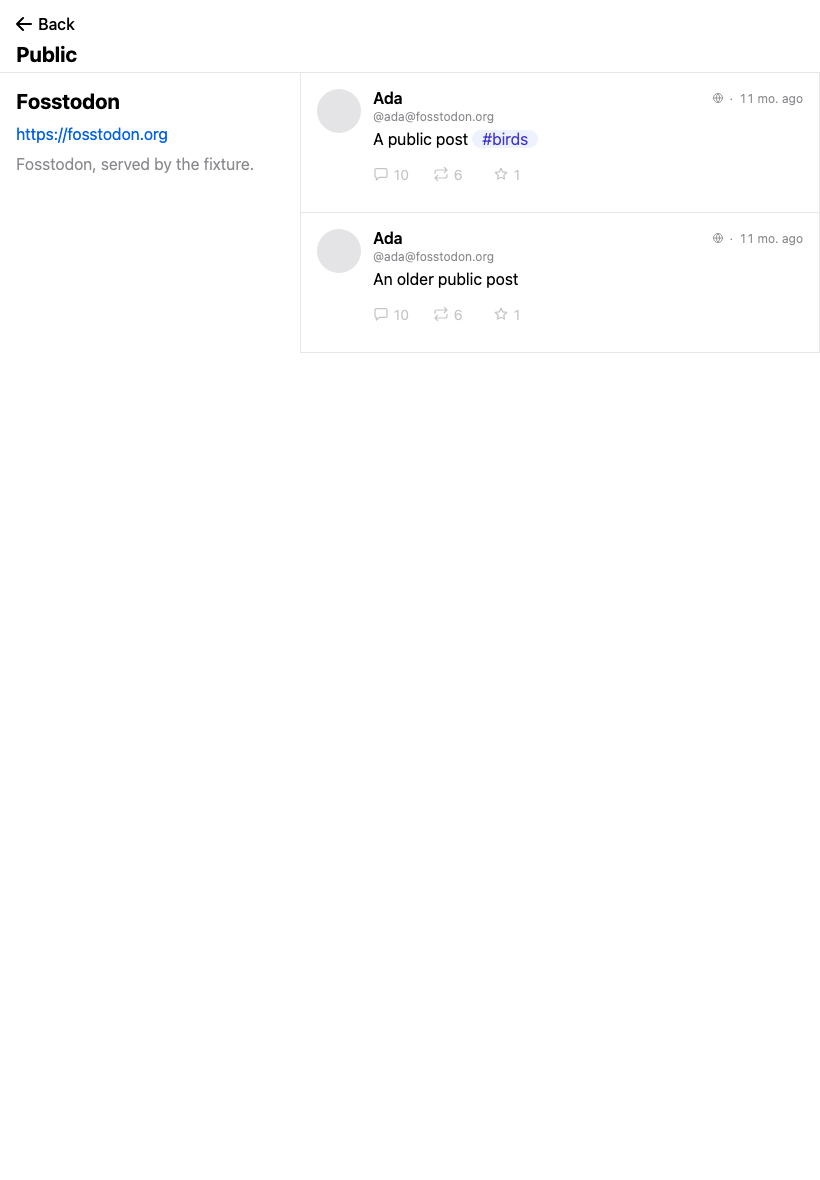 Back
Public
Fosstodon
https://fosstodon.org
Fosstodon, served by the fixture.
Ada
· 11 mo. ago
@ada@fosstodon.org
A public post #birds
10 6 1
Ada
· 11 mo. ago
@ada@fosstodon.org
An older public post
10 6 1